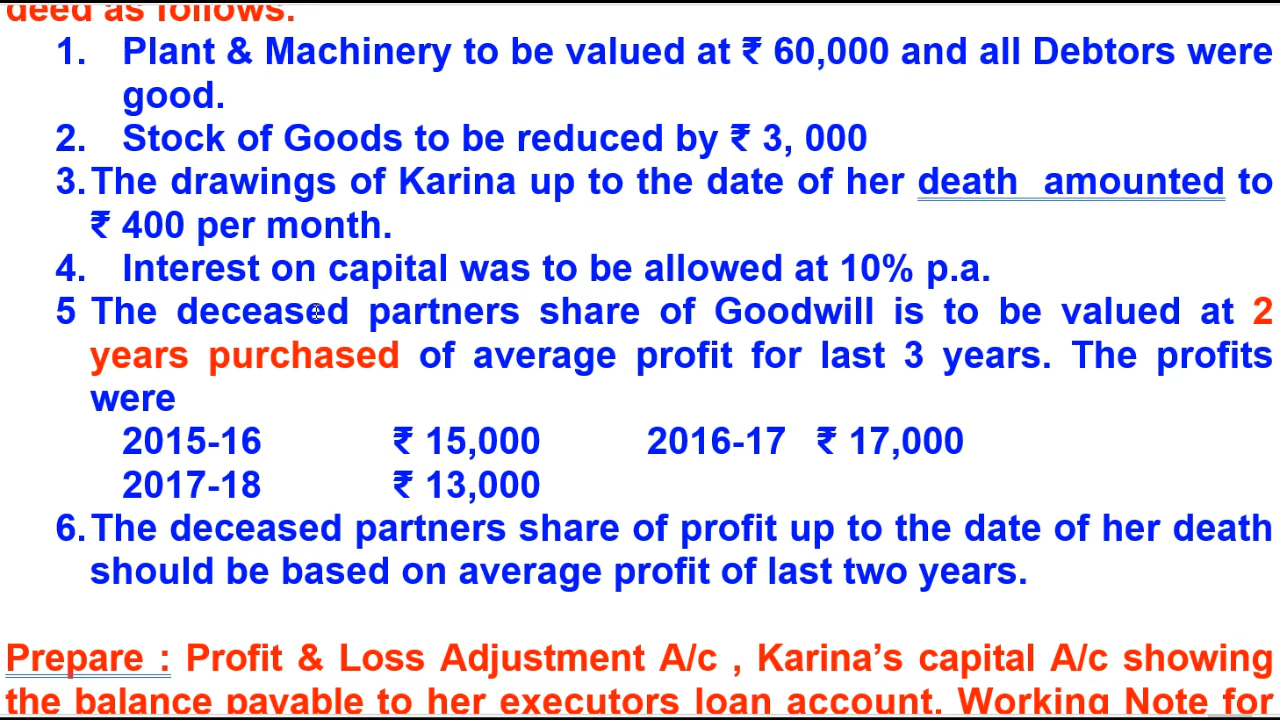 deed as follows.
1. Plant & Machinery to be valued at ₹ 60,000 and all Debtors were
good.
2. Stock of Goods to be reduced by ₹ 3, 000
3. The drawings of Karina up to the date of her death amounted to
₹ 400 per month.
4. Interest on capital was to be allowed at 10% p.a.
5 The deceased partners share of Goodwill is to be valued at 2
years purchased of average profit for last 3 years. The profits
were
2015-16 ₹ 15,000 2016-17 ₹ 17,000
2017-18 ₹ 13,000
6. The deceased partners share of profit up to the date of her death
should be based on average profit of last two years.
Prepare : Profit & Loss Adjustment A/c , Karina’s capital A/c showing
the balance payable to her executors loan account. Working Note for